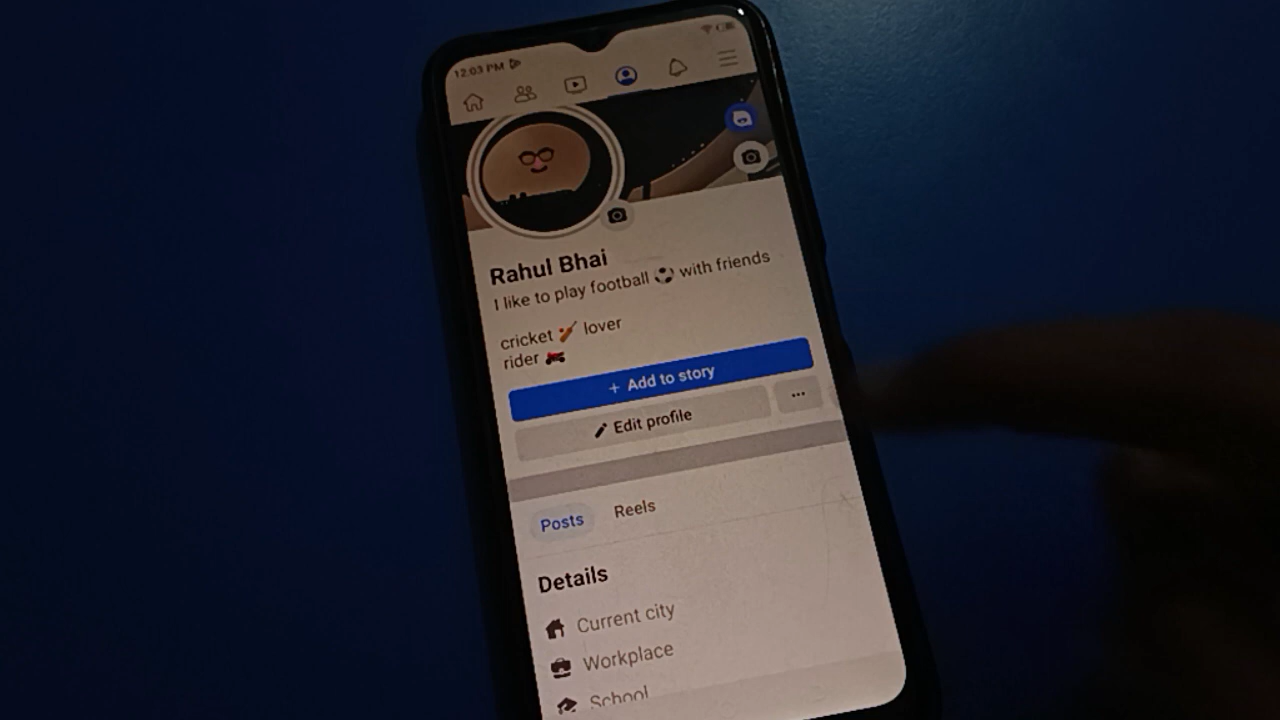 12:03 PM
Rahul Bhai
I like to play football ⚽ with friends
cricket 🏏 lover
rider 🏍
+ Add to story
Edit profile
...
Posts Reels
Details
Current city
Workplace
School